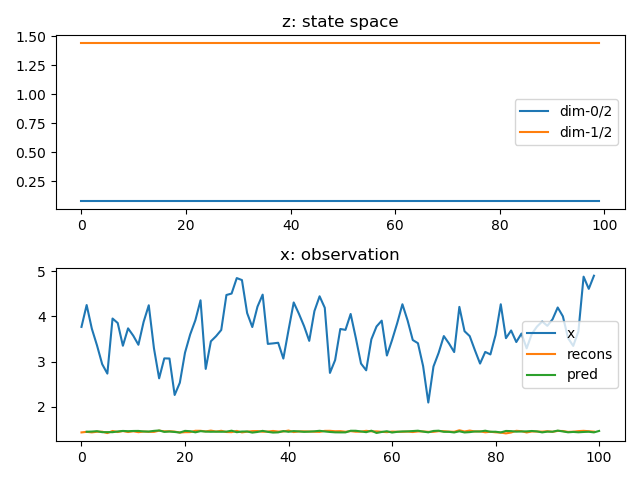 z: state space
1.50
1.25
1.00
0.75
0.50
0.25
dim-0/2
dim-1/2
0 20 40 60 80 100
x: observation
5
4
3
2
x
recons
pred
0 20 40 60 80 100